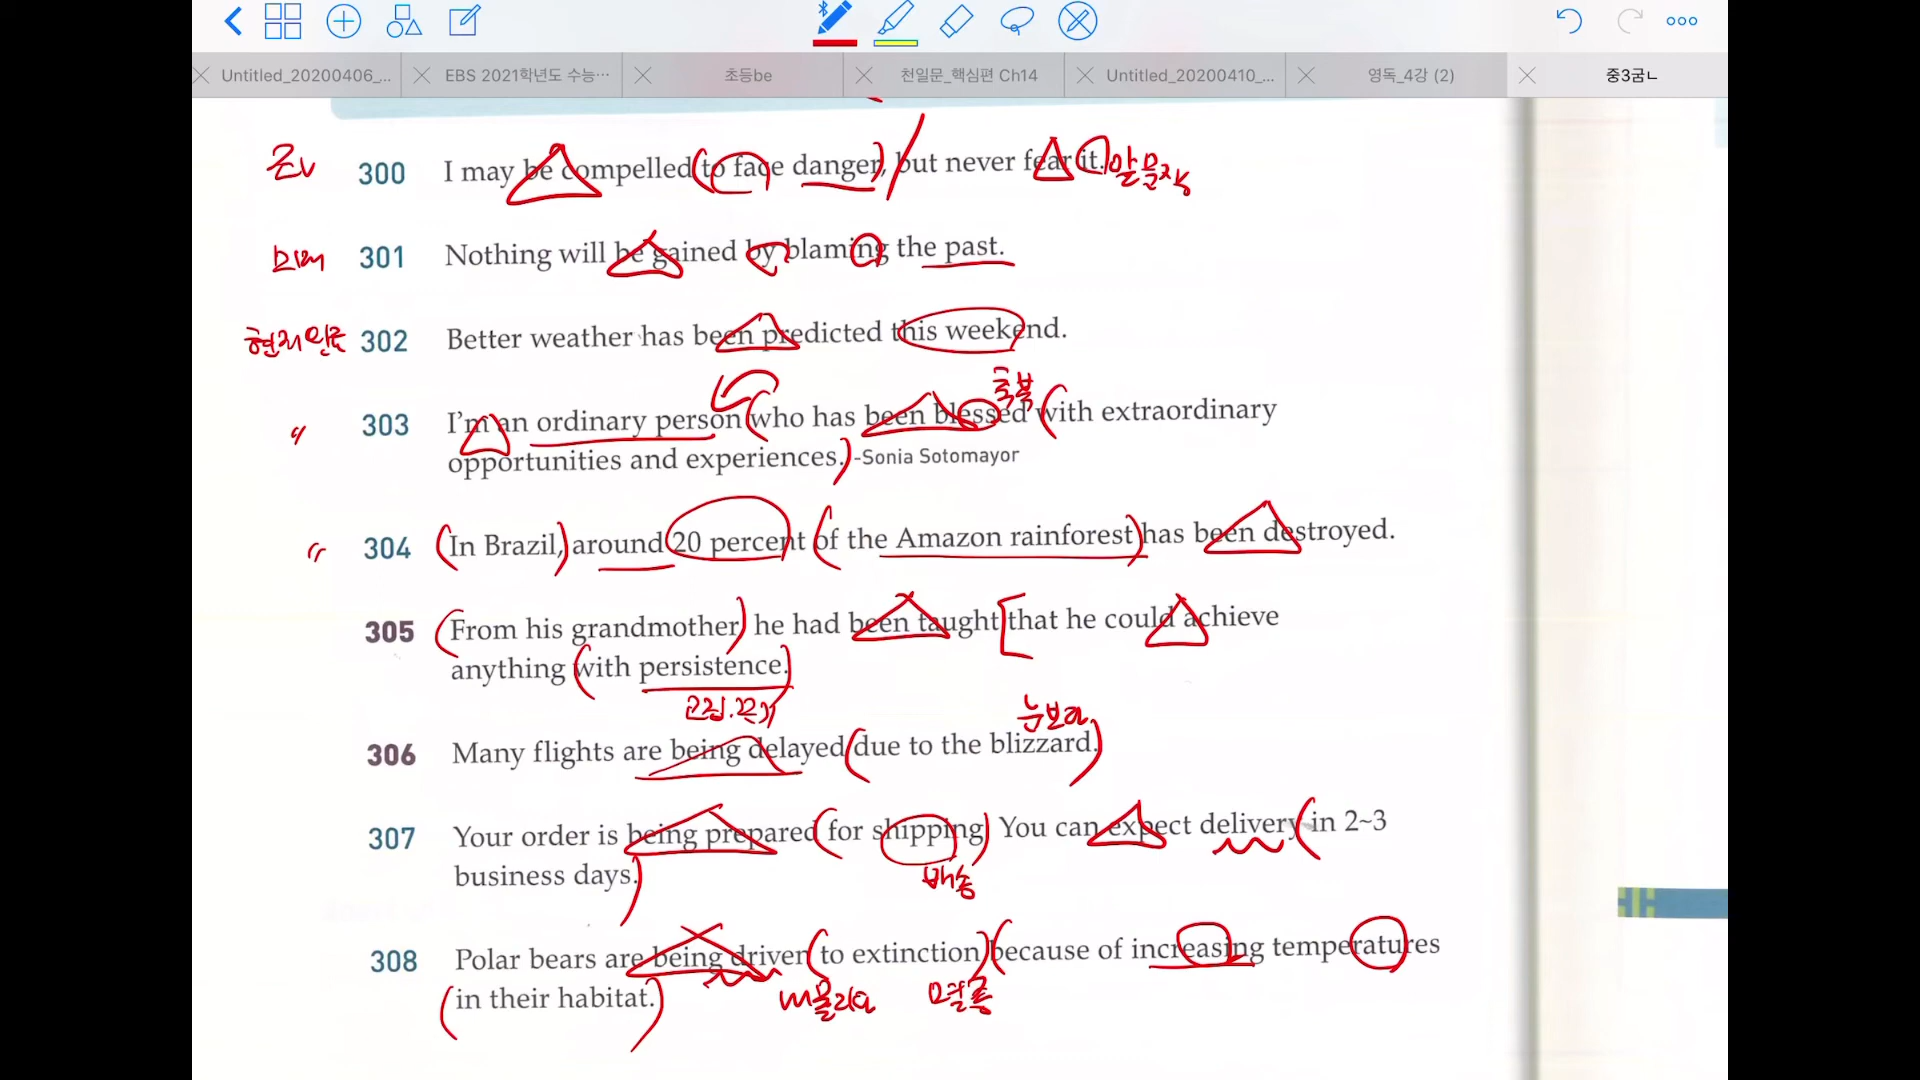 Untitled_20200406_...
EBS 2021학년도 수능...
초등be
천일문_핵심편 Ch14
Untitled_20200410_...
영독_4강 (2)
중3굼ㄴ
300 I may be compelled to face danger, but never fear it.
301 Nothing will be gained by blaming the past.
미래
302 Better weather has been predicted this weekend.
현재완료
축복
303 I'm an ordinary person who has been blessed with extraordinary
opportunities and experiences. -Sonia Sotomayor
304 In Brazil, around 20 percent of the Amazon rainforest has been destroyed.
305 From his grandmother, he had been taught that he could achieve
anything with persistence.
눈보라
306 Many flights are being delayed due to the blizzard.
307 Your order is being prepared for shipping. You can expect delivery in 2~3
배송
business days.
308 Polar bears are being driven to extinction because of increasing temperatures
in their habitat.